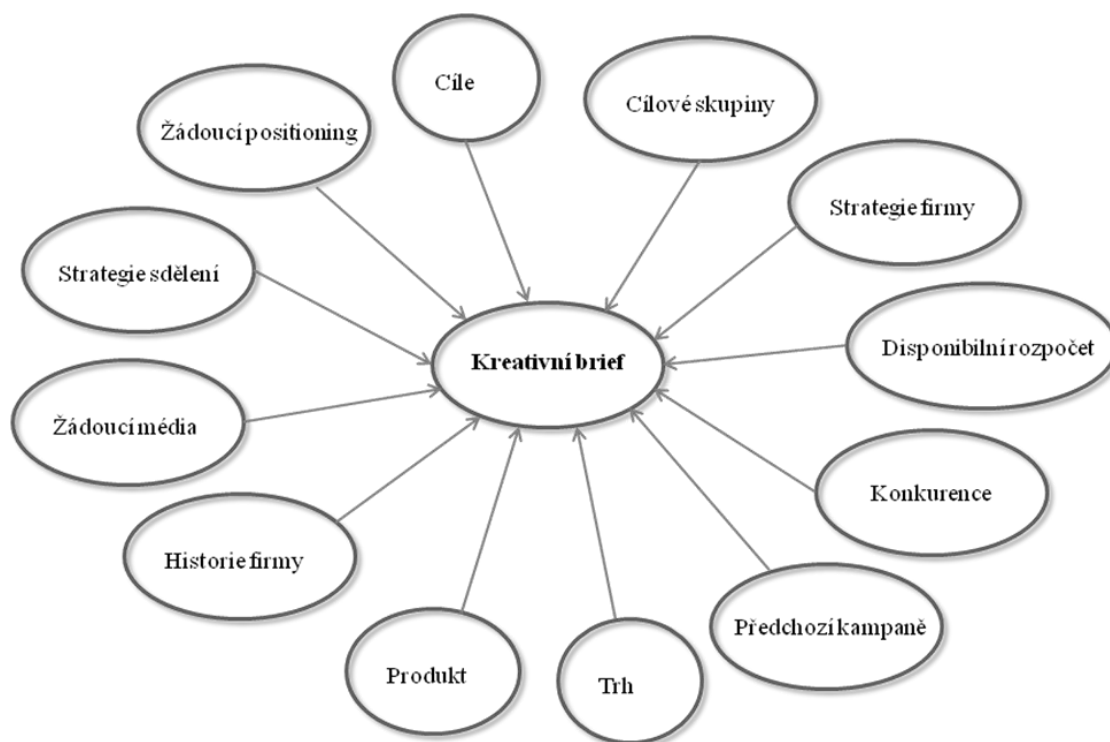 Cíle
Cílové skupiny
Žádoucí positioning
Strategie firmy
Strategie sdělení
Disponibilní rozpočet
Kreativní brief
Žádoucí média
Konkurence
Historie firmy
Předchozí kampaně
Produkt
Trh